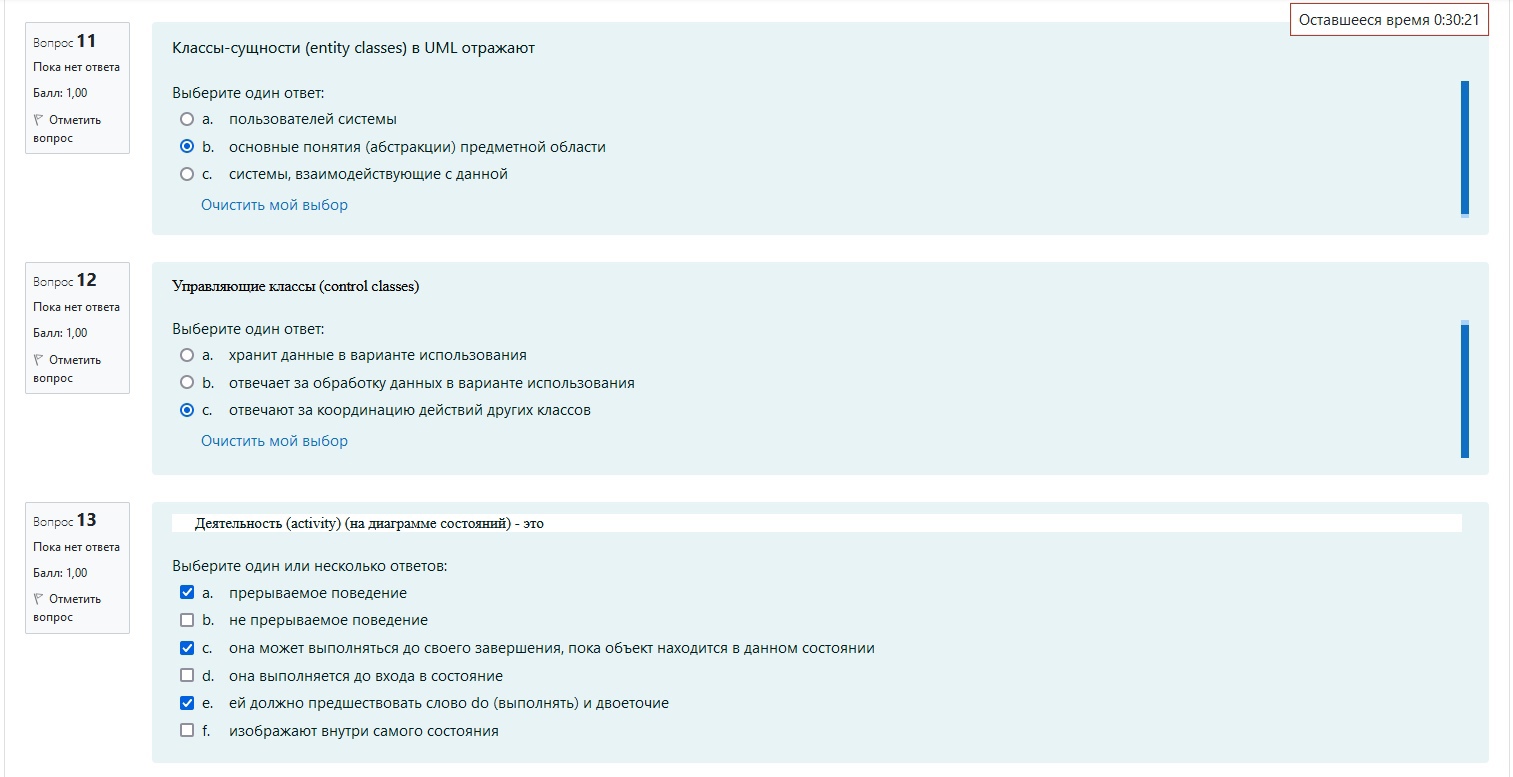 Оставшееся время 0:30:21
Вопрос 11
Пока нет ответа
Балл: 1,00
Отметить
вопрос
Классы-сущности (entity classes) в UML отражают
Выберите один ответ:
a. пользователей системы
b. основные понятия (абстракции) предметной области
c. системы, взаимодействующие с данной
Очистить мой выбор
Вопрос 12
Пока нет ответа
Балл: 1,00
Отметить
вопрос
Управляющие классы (control classes)
Выберите один ответ:
a. хранит данные в варианте использования
b. отвечает за обработку данных в варианте использования
c. отвечают за координацию действий других классов
Очистить мой выбор
Вопрос 13
Пока нет ответа
Балл: 1,00
Отметить
вопрос
Деятельность (activity) (на диаграмме состояний) - это
Выберите один или несколько ответов:
a. прерываемое поведение
b. не прерываемое поведение
c. она может выполняться до своего завершения, пока объект находится в данном состоянии
d. она выполняется до входа в состояние
e. ей должно предшествовать слово do (выполнять) и двоеточие
f. изображают внутри самого состояния